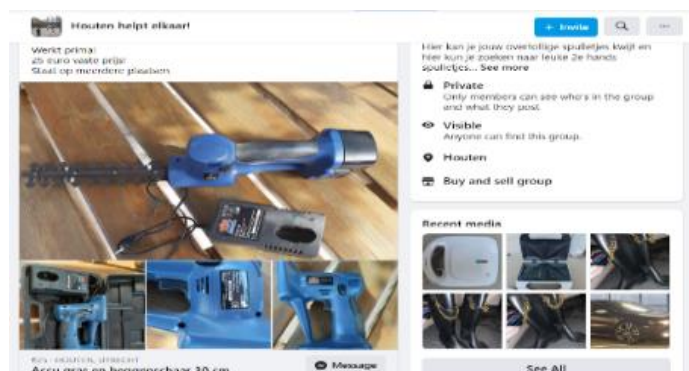 Houten helpt elkaar!
+ Invite
Werkt prima!
25 euro vaste prijs!
Staat op meerdere plaatsen
Hier kan je jouw overtollige spulletjes kwijt en
hier kun je zoeken naar leuke 2e hands
spulletjes... See more
Private
Only members can see who's in the group
and what they post.
Visible
Anyone can find this group.
Houten
Buy and sell group
Recent media
€25 · HOUTEN, UTRECHT
Accu gras en heggenschaar 30 cm
Message
See All